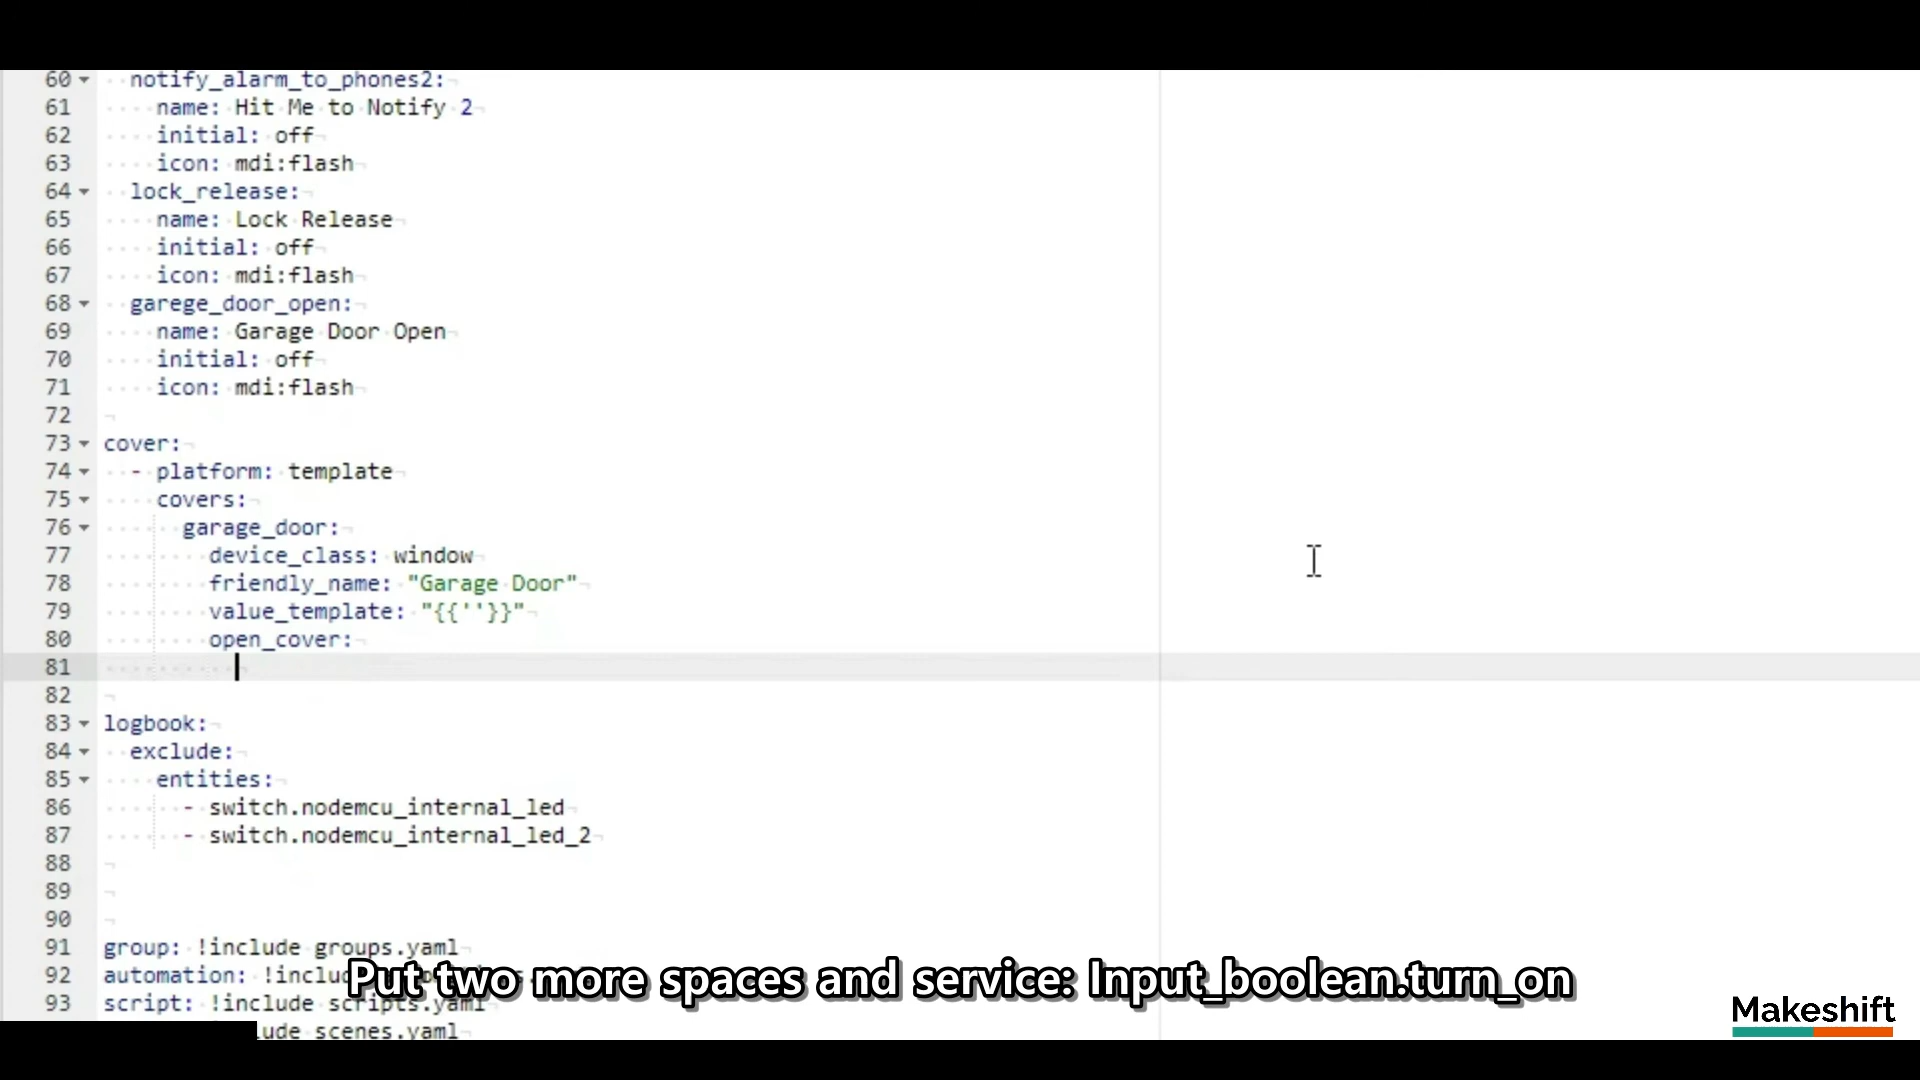 60 notify_alarm_to_phones2:
61 name: Hit Me to Notify 2
62 initial: off
63 icon: mdi:flash
64 lock_release:
65 name: Lock Release
66 initial: off
67 icon: mdi:flash
68 garege_door_open:
69 name: Garage Door Open
70 initial: off
71 icon: mdi:flash
72
73 cover:
74 - platform: template
75 covers:
76 garage_door:
77 device_class: window
78 friendly_name: "Garage Door"
79 value_template: "{{''}}"
80 open_cover:
81
82
83 logbook:
84 exclude:
85 entities:
86 - switch.nodemcu_internal_led
87 - switch.nodemcu_internal_led_2
88
89
90
91 group: !include groups.yaml
92 automation:
93 script: !include scripts.yaml
scenes.yaml
Put two more spaces and service: Input_boolean.turn_on
Makeshift